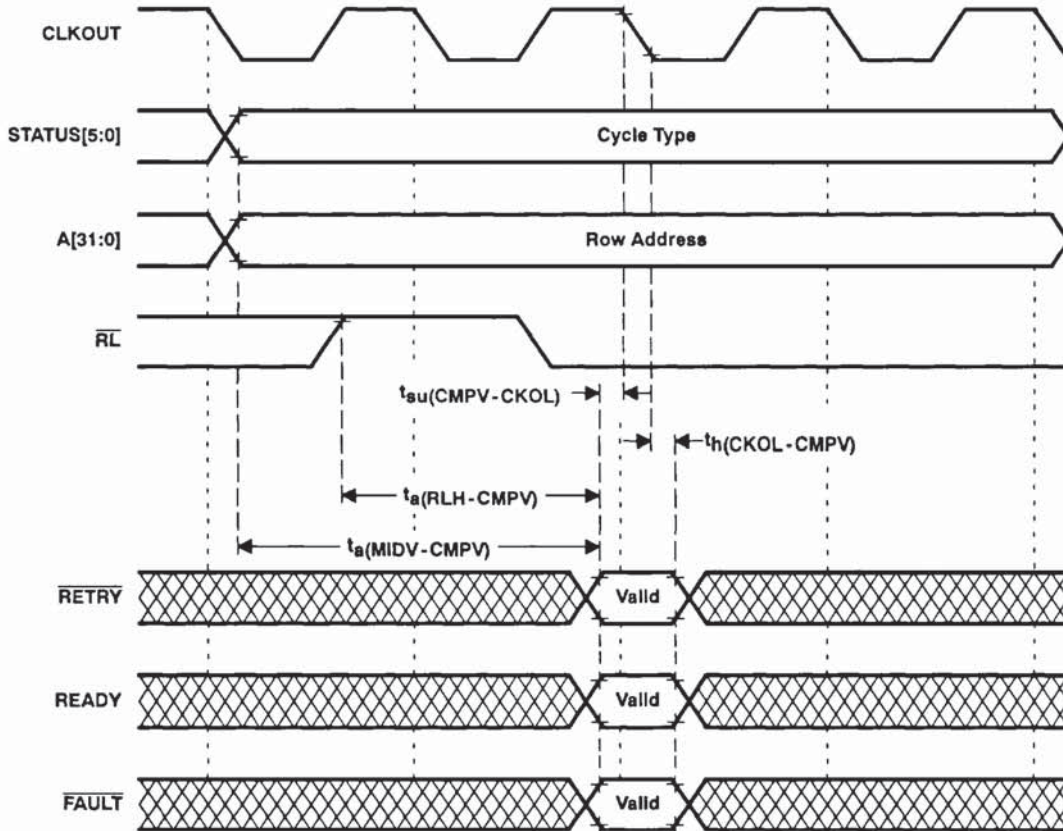 CLKOUT
STATUS[5:0]
Cycle Type
A[31:0]
Row Address
RL
tsu(CMPV-CKOL)
th(CKOL-CMPV)
ta(RLH-CMPV)
ta(MIDV-CMPV)
RETRY
Valid
READY
Valid
FAULT
Valid